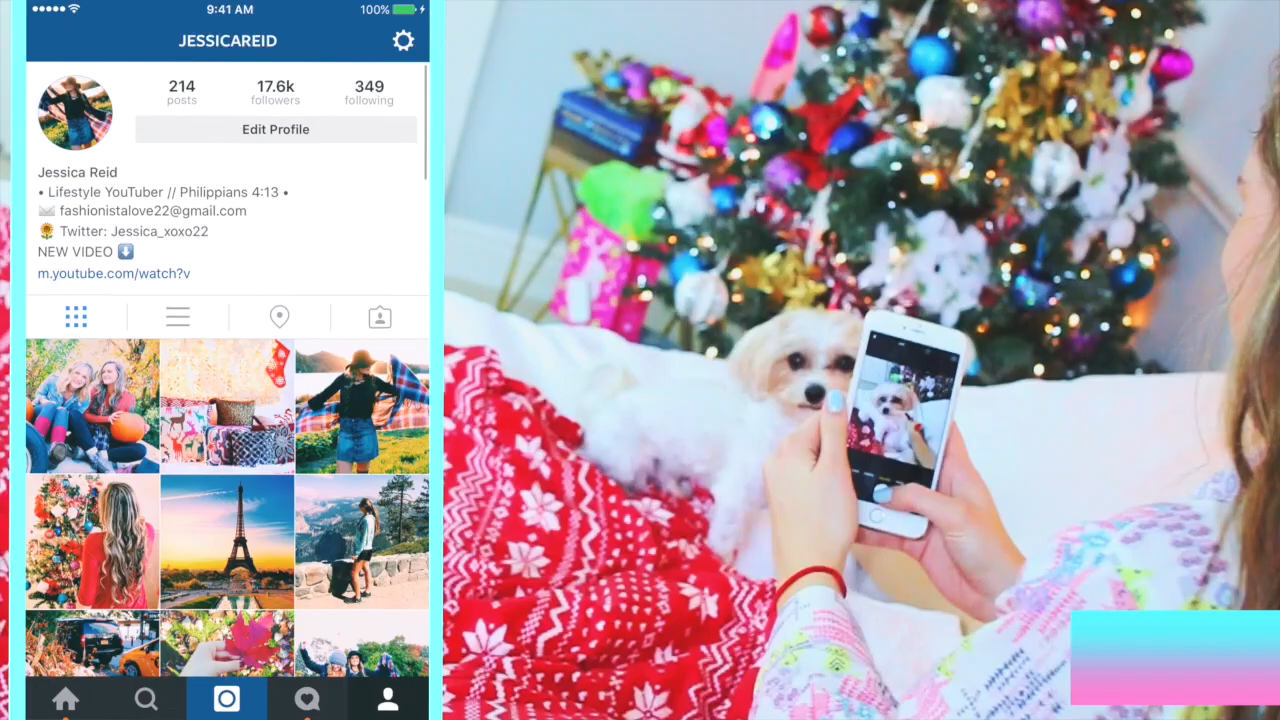 9:41 AM 100%
JESSICAREID
214 17.6k 349
posts followers following
Edit Profile
Jessica Reid
• Lifestyle YouTuber // Philippians 4:13 •
fashionistalove22@gmail.com
Twitter: Jessica_xoxo22
NEW VIDEO
m.youtube.com/watch?v